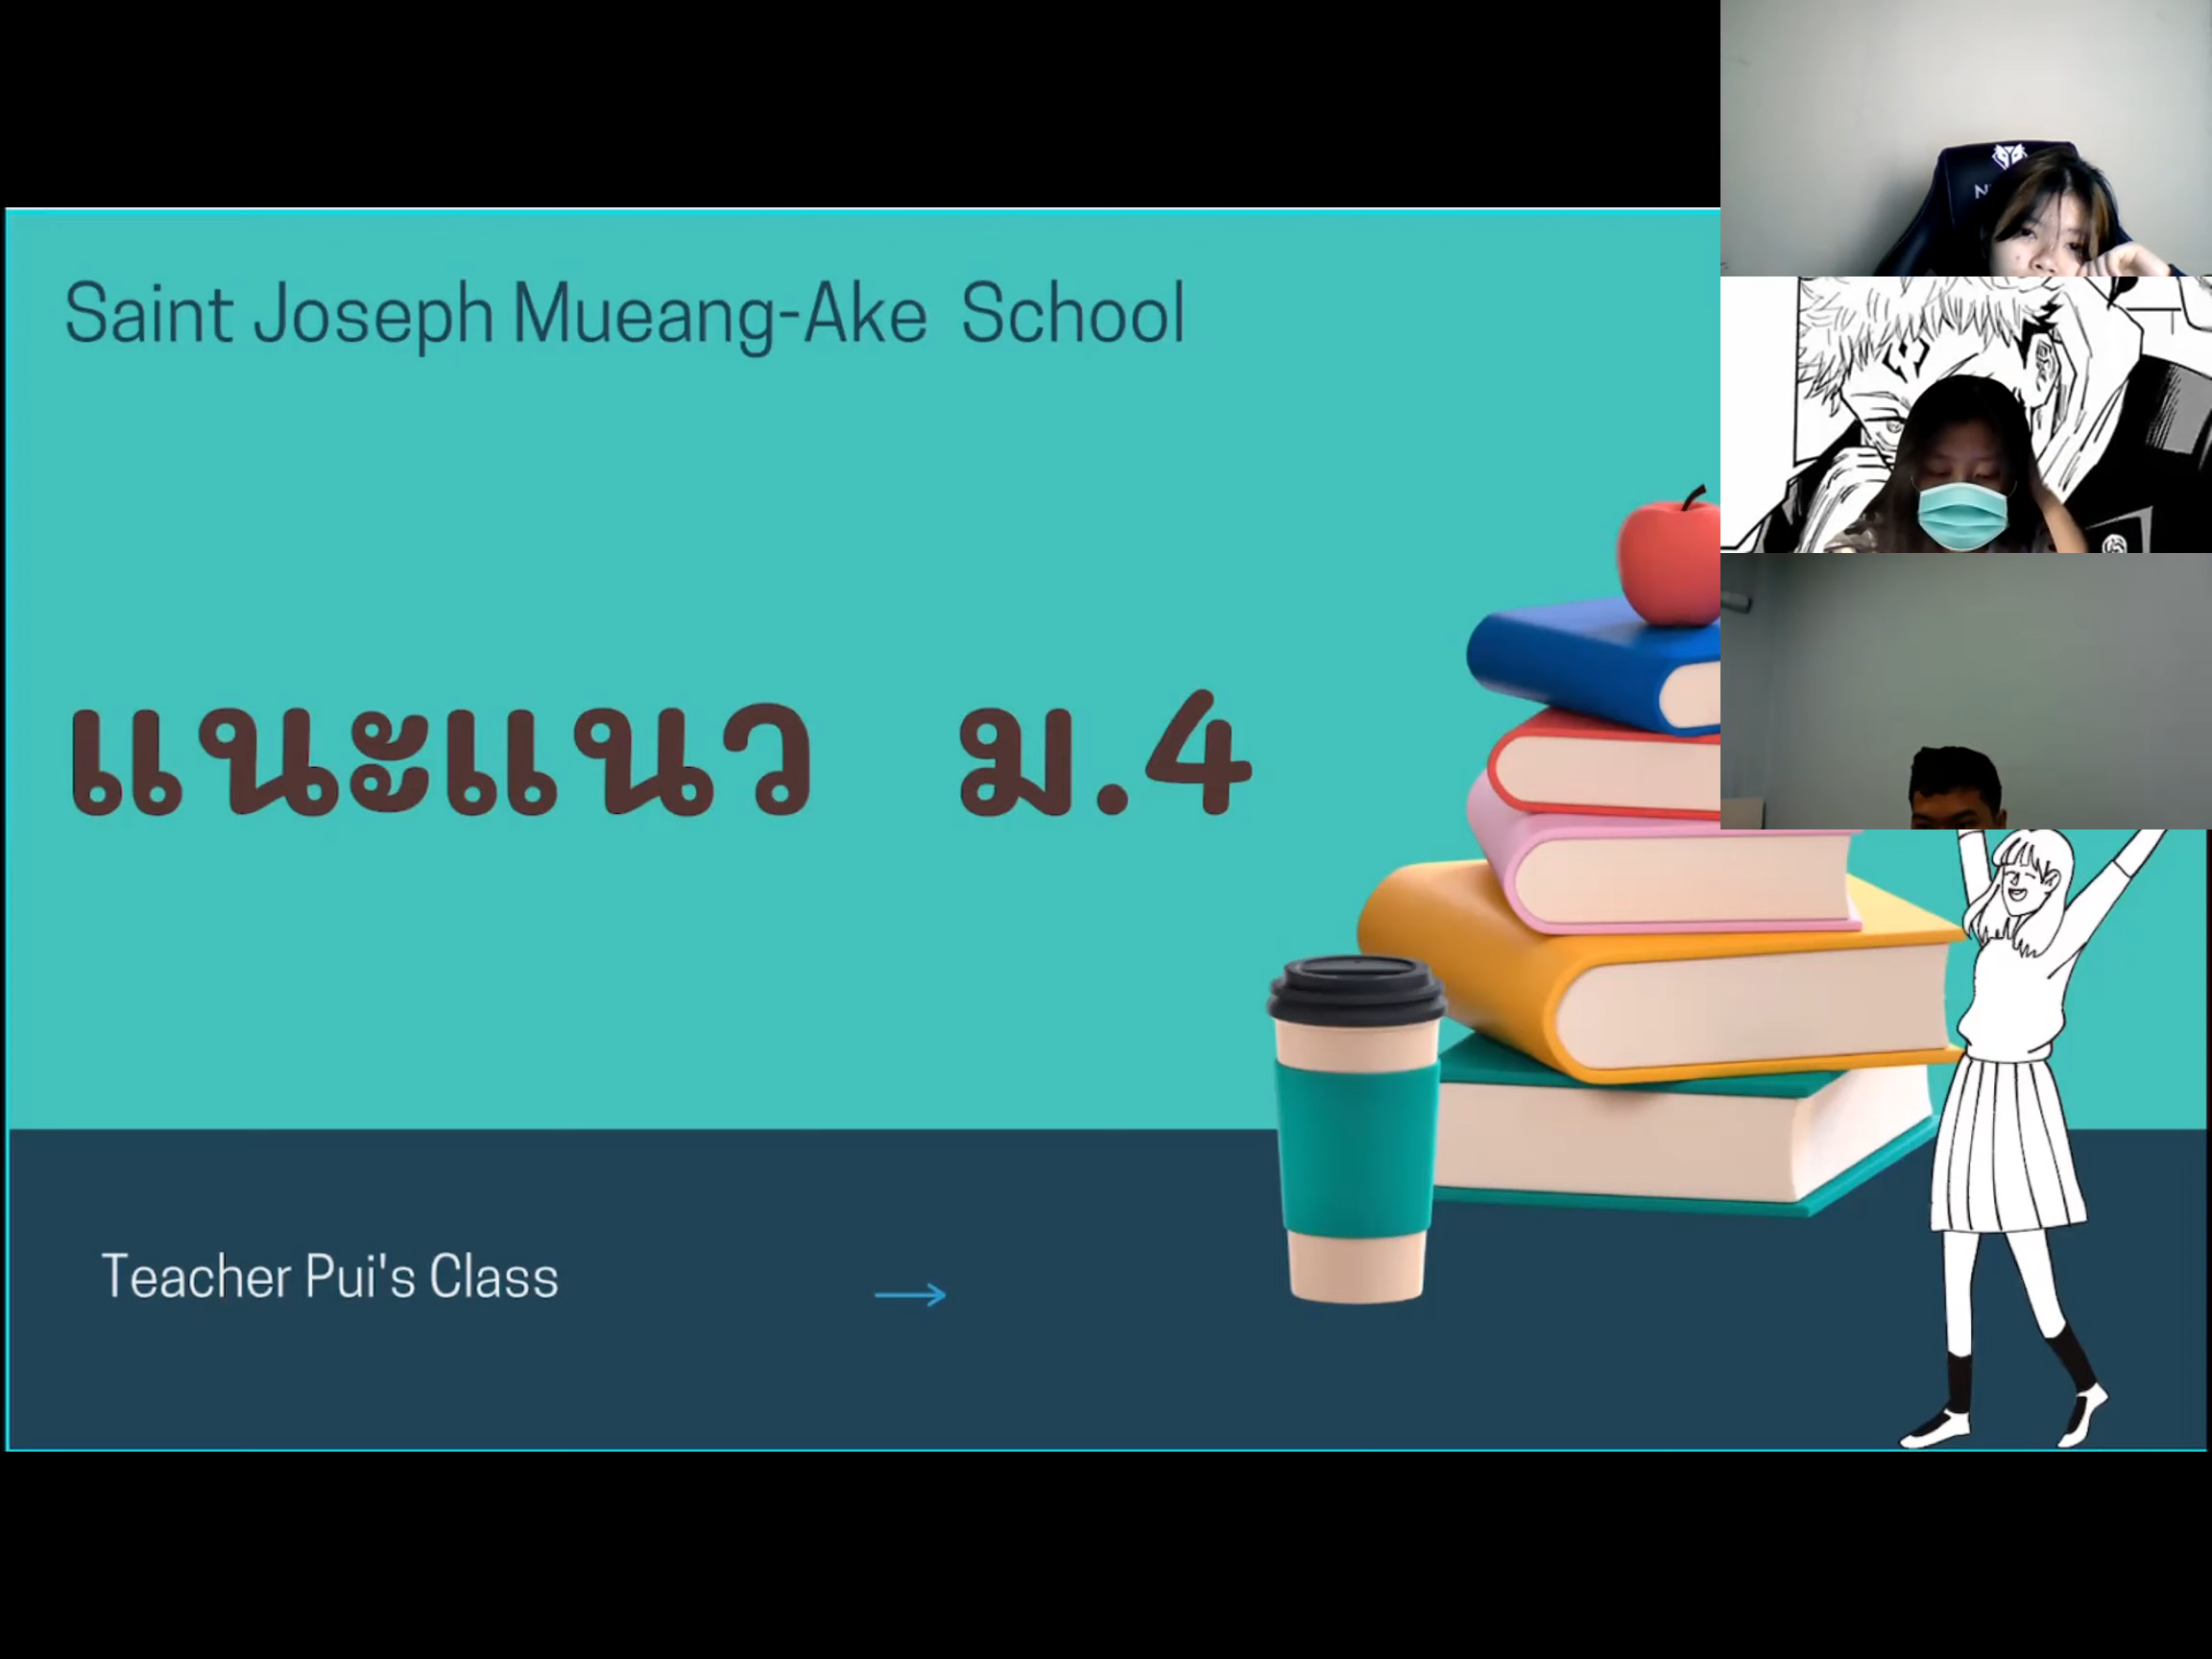 Saint Joseph Mueang-Ake School
แนะแนว ม.4
Teacher Pui's Class